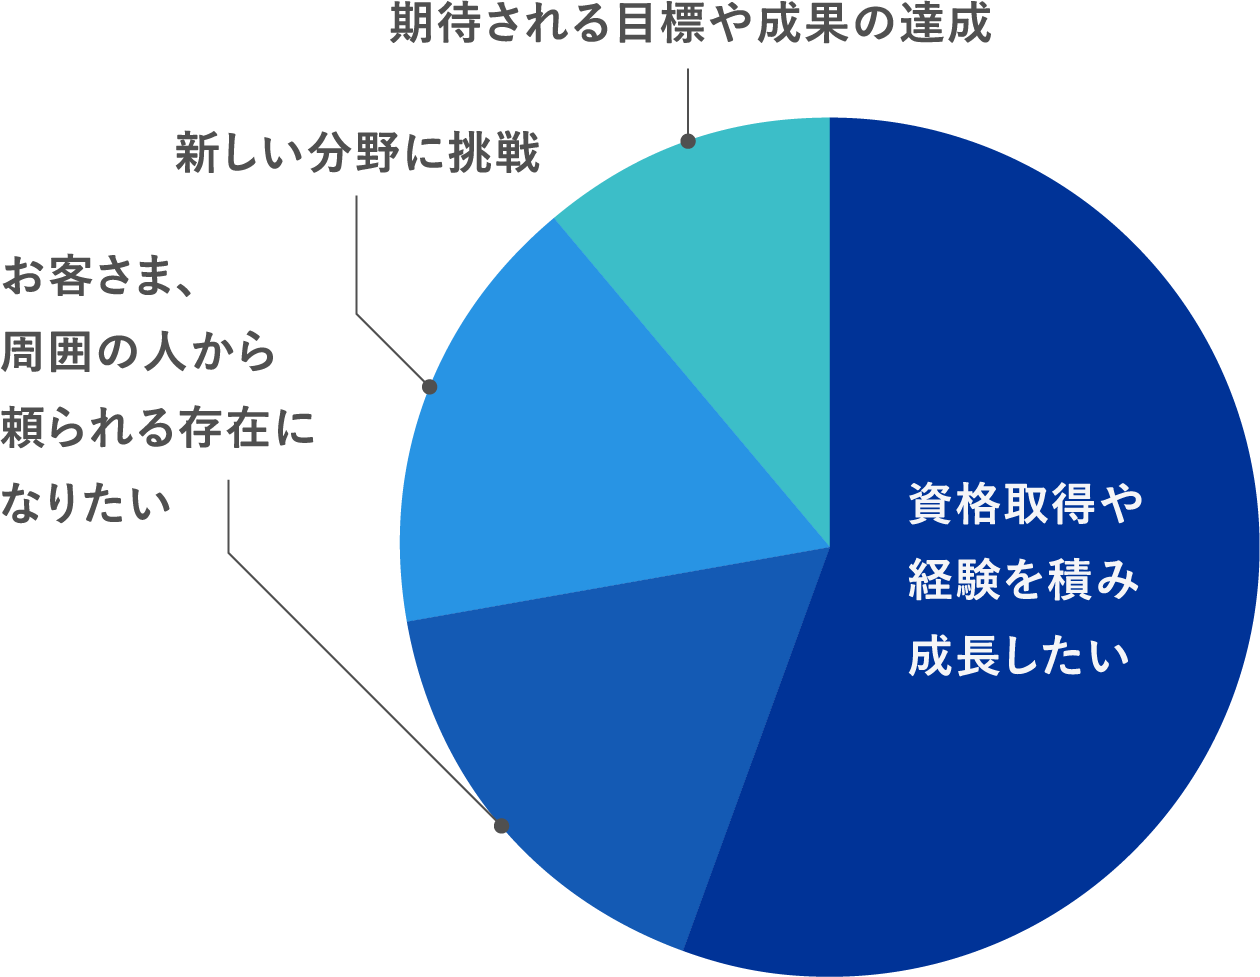 期待される目標や成果の達成
新しい分野に挑戦
お客さま、
周囲の人から
頼られる存在に
なりたい
資格取得や
経験を積み
成長したい